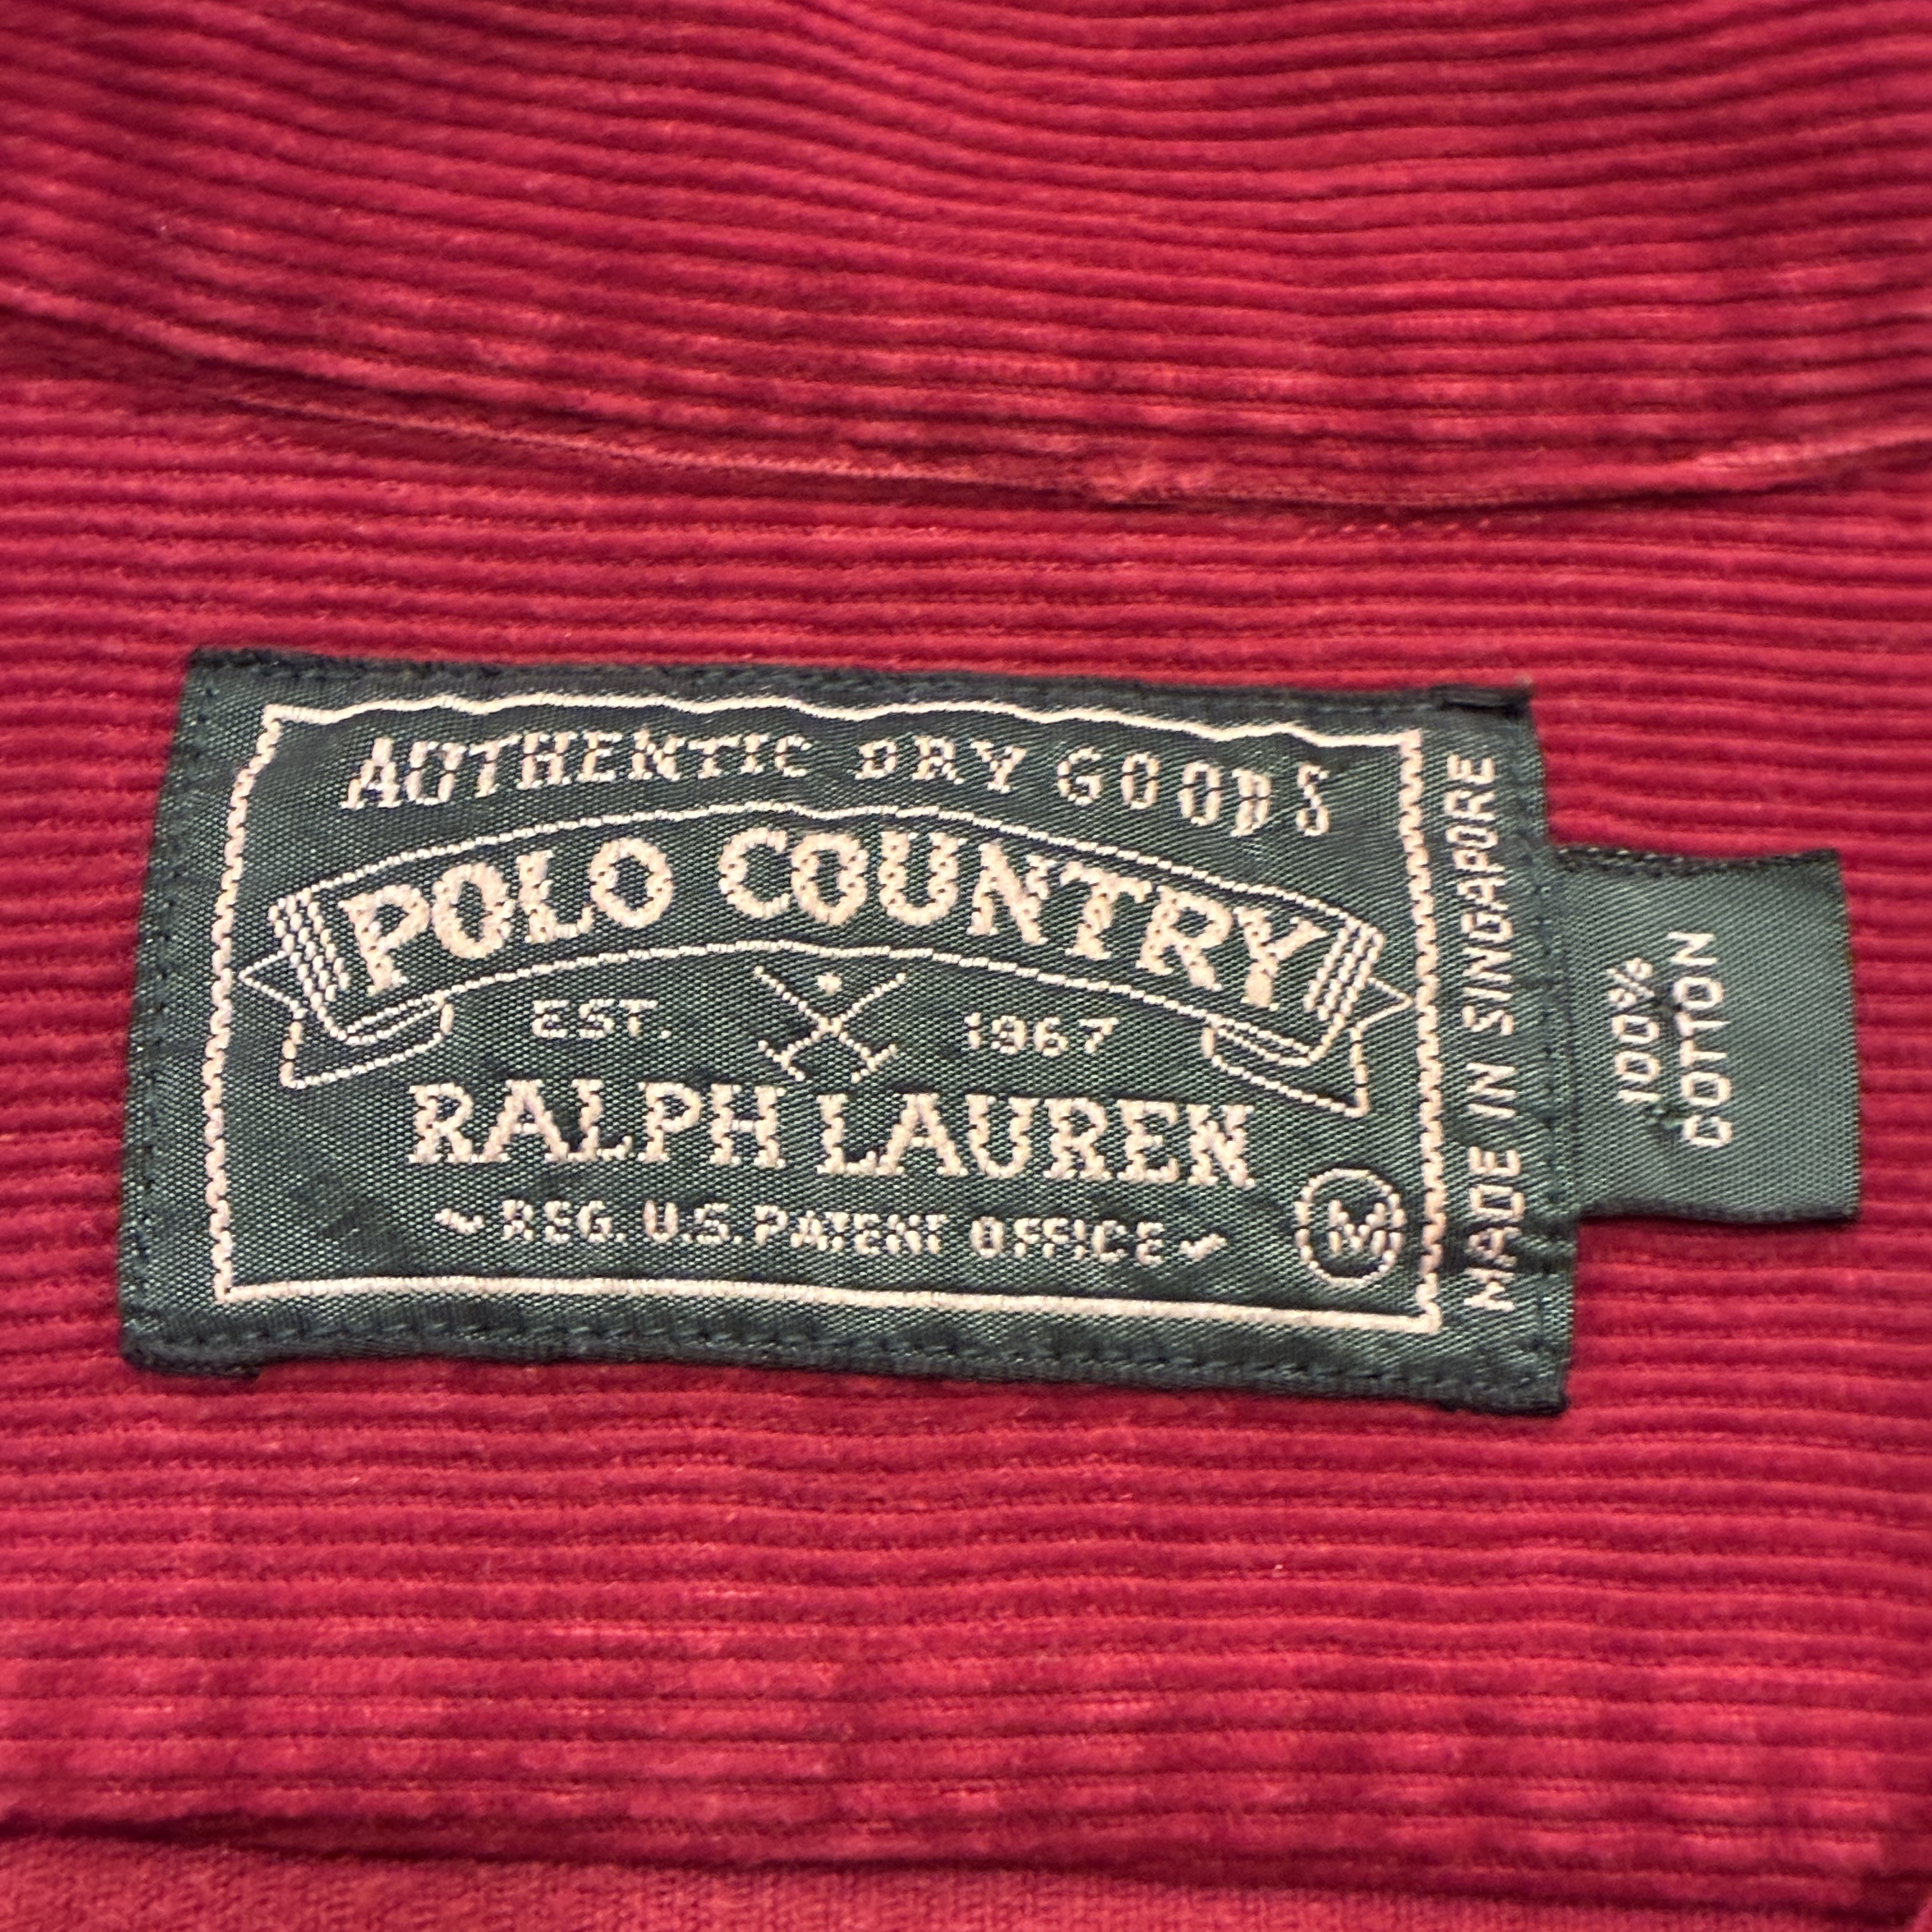 AUTHENTIC DRY GOODS
POLO COUNTRY
EST. 1967
RALPH LAUREN
~REG. U.S. PATENT OFFICE~
M
MADE IN SINGAPORE
100%
COTTON